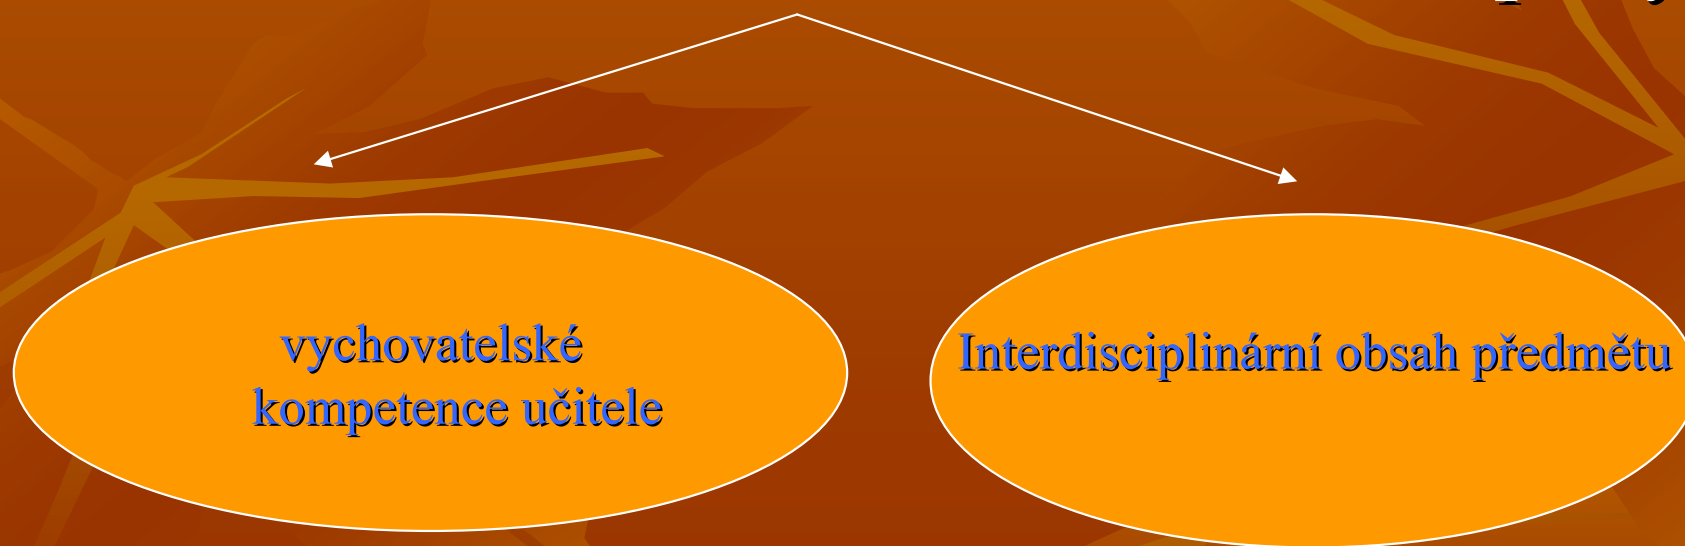 vychovatelské
kompetence učitele
Interdisciplinární obsah předmětu